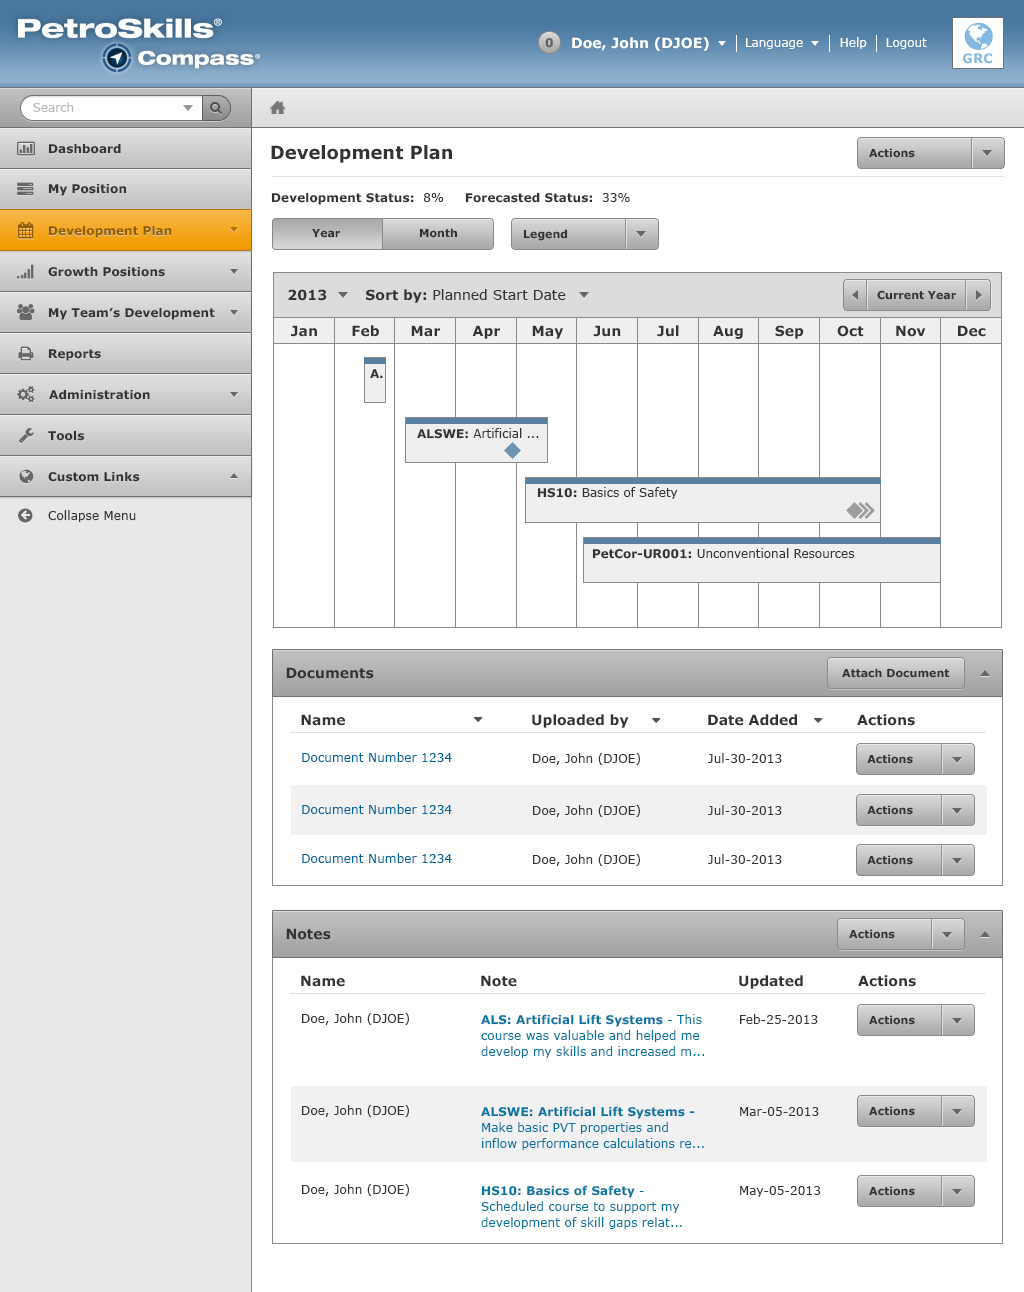 PetroSkills®
Compass®
0 Doe, John (DJOE) Language Help Logout
GRC
Search
Dashboard
My Position
Development Plan
Growth Positions
My Team's Development
Reports
Administration
Tools
Custom Links
Collapse Menu
Development Plan
Actions
Development Status: 8% Forecasted Status: 33%
Year Month Legend
2013 Sort by: Planned Start Date Current Year
Jan Feb Mar Apr May Jun Jul Aug Sep Oct Nov Dec
A.
ALSWE: Artificial ...
HS10: Basics of Safety
PetCor-UR001: Unconventional Resources
Documents Attach Document
Name Uploaded by Date Added Actions
Document Number 1234 Doe, John (DJOE) Jul-30-2013 Actions
Document Number 1234 Doe, John (DJOE) Jul-30-2013 Actions
Document Number 1234 Doe, John (DJOE) Jul-30-2013 Actions
Notes Actions
Name Note Updated Actions
Doe, John (DJOE) ALS: Artificial Lift Systems - This Feb-25-2013 Actions
course was valuable and helped me
develop my skills and increased m...
Doe, John (DJOE) ALSWE: Artificial Lift Systems - Mar-05-2013 Actions
Make basic PVT properties and
inflow performance calculations re...
Doe, John (DJOE) HS10: Basics of Safety - May-05-2013 Actions
Scheduled course to support my
development of skill gaps relat...